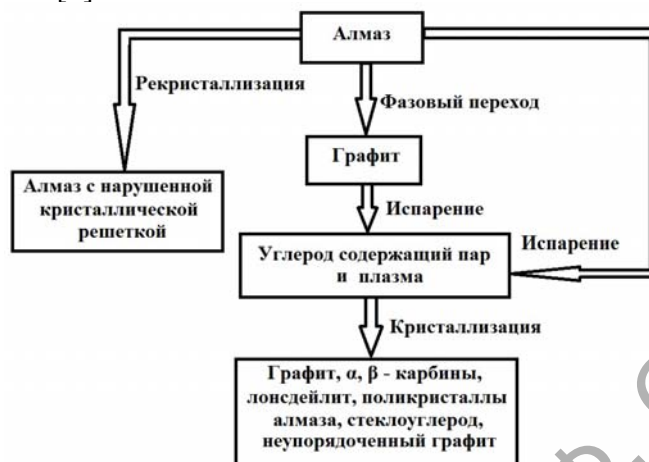 Алмаз
Рекристаллизация
Фазовый переход
Графит
Алмаз с нарушенной
кристаллической
решеткой
Испарение
Углерод содержащий пар
и плазма
Испарение
Кристаллизация
Графит, α, β - карбины,
лонсдейлит, поликристаллы
алмаза, стеклоуглерод,
неупорядоченный графит